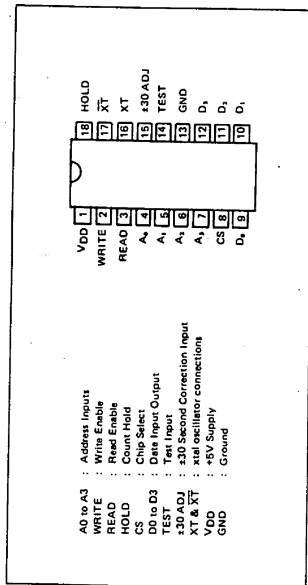 A0 to A3 : Address Inputs
WRITE : Write Enable
READ : Read Enable
HOLD : Count Hold
CS : Chip Select
D0 to D3 : Date Input Output
TEST : Test Input
±30 ADJ : ±30 Second Correction Input
XT & X̅T̅ : xtal oscillator connections
VDD : +5V Supply
GND : Ground
VDD 1 18 HOLD
WRITE 2 17 X̅T̅
READ 3 16 XT
A₀ 4 15 ±30 ADJ
A₁ 5 14 TEST
A₂ 6 13 GND
A₃ 7 12 D₃
CS 8 11 D₂
D₀ 9 10 D₁